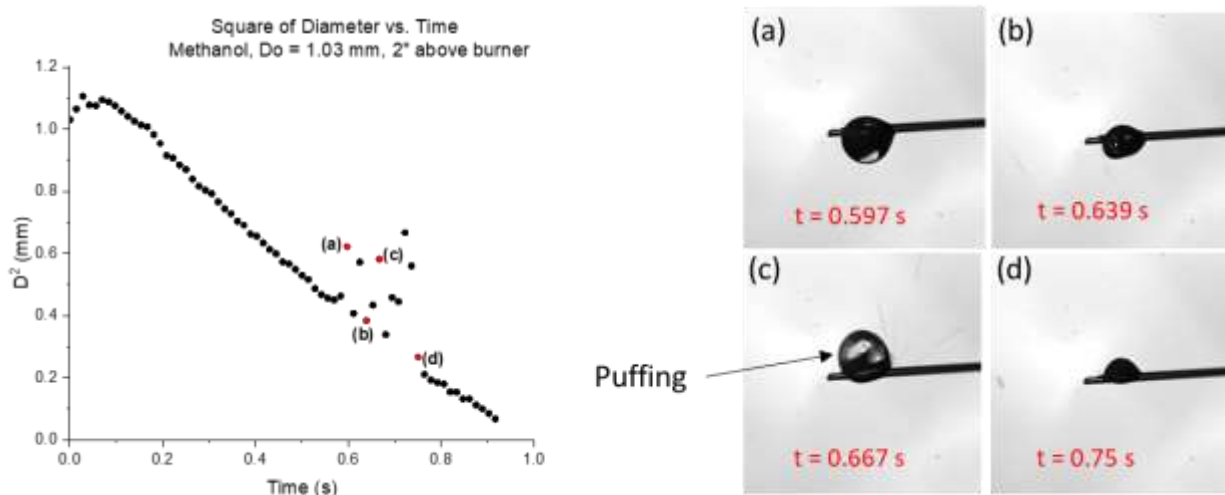 Square of Diameter vs. Time
Methanol, Do = 1.03 mm, 2" above burner
D² (mm)
1.2
1.0
0.8
0.6
0.4
0.2
0.0
(a)
(c)
(b)
(d)
0.0 0.2 0.4 0.6 0.8 1.0
Time (s)
(a)
t = 0.597 s
(b)
t = 0.639 s
(c)
Puffing
t = 0.667 s
(d)
t = 0.75 s